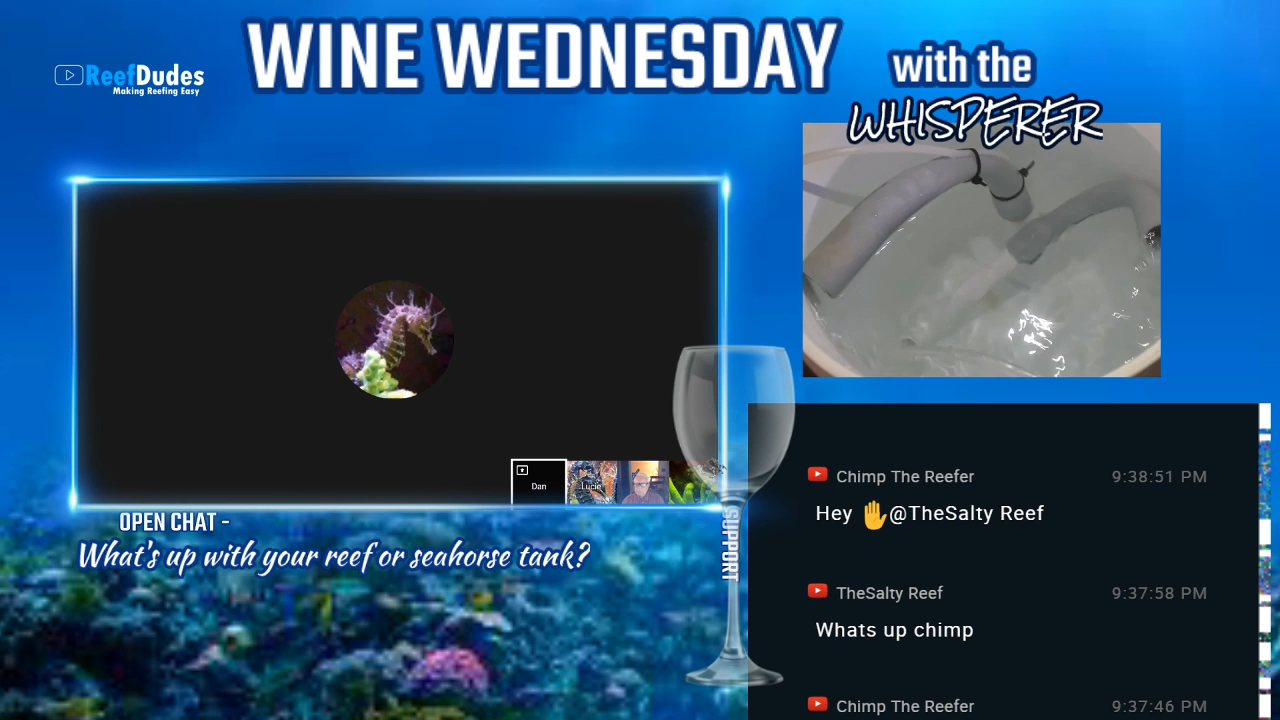 WINE WEDNESDAY
with the
WHISPERER
ReefDudes
Making Reefing Easy
Dan
Lucie
OPEN CHAT -
What's up with your reef or seahorse tank?
SUPPORT
Chimp The Reefer 9:38:51 PM
Hey ✋@TheSalty Reef
TheSalty Reef 9:37:58 PM
Whats up chimp
Chimp The Reefer 9:37:46 PM